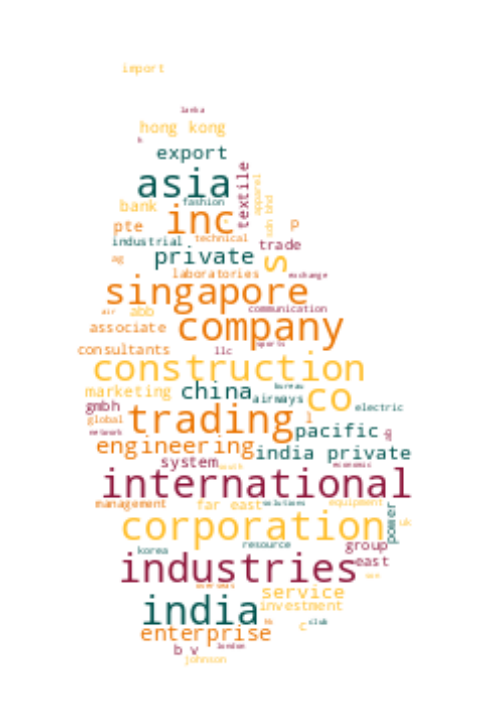 import
lanka
hong kong
k
export
asia
fashion
textile
apparel
bank
inc
sdn bhd
pte
p
industrial
technical
trade
private
s
ag
laboratories
exchange
singapore
air
abb
communication
associate
company
consultants
llc
sports
construction
bureau
marketing
china
airways
co
gmbh
electric
global
trading
l
network
pacific
engineering
india private
system
south
economic
international
management
far east
solutions
equipment
power
corporation
uk
korea
resource
group
industries
east
overseas
service
india
investment
enterprise
c
club
b v
london
johnson